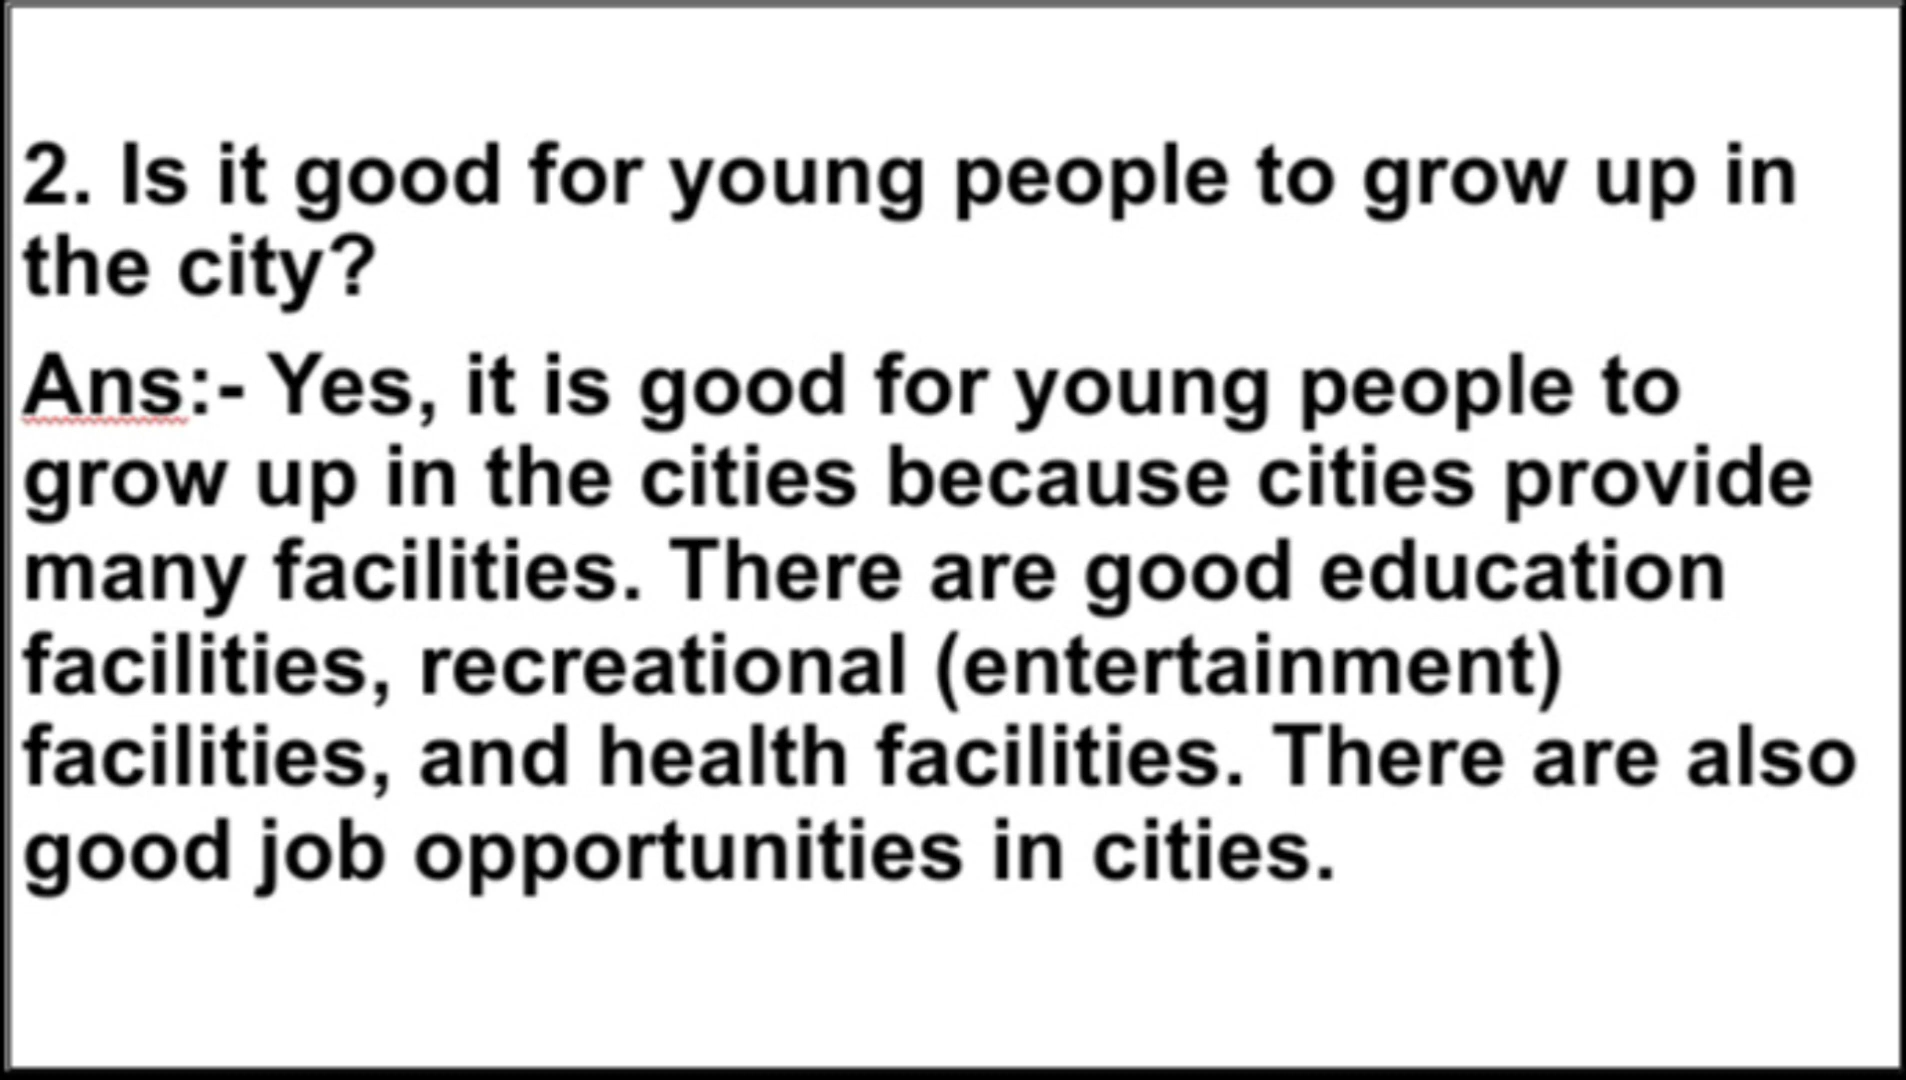 2. Is it good for young people to grow up in
the city?
Ans:- Yes, it is good for young people to
grow up in the cities because cities provide
many facilities. There are good education
facilities, recreational (entertainment)
facilities, and health facilities. There are also
good job opportunities in cities.